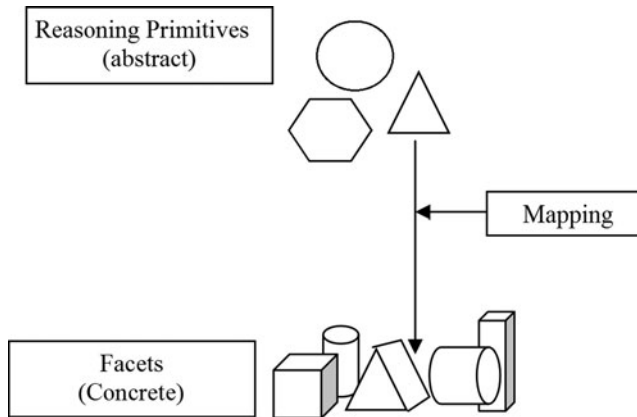 Reasoning Primitives
(abstract)
Mapping
Facets
(Concrete)